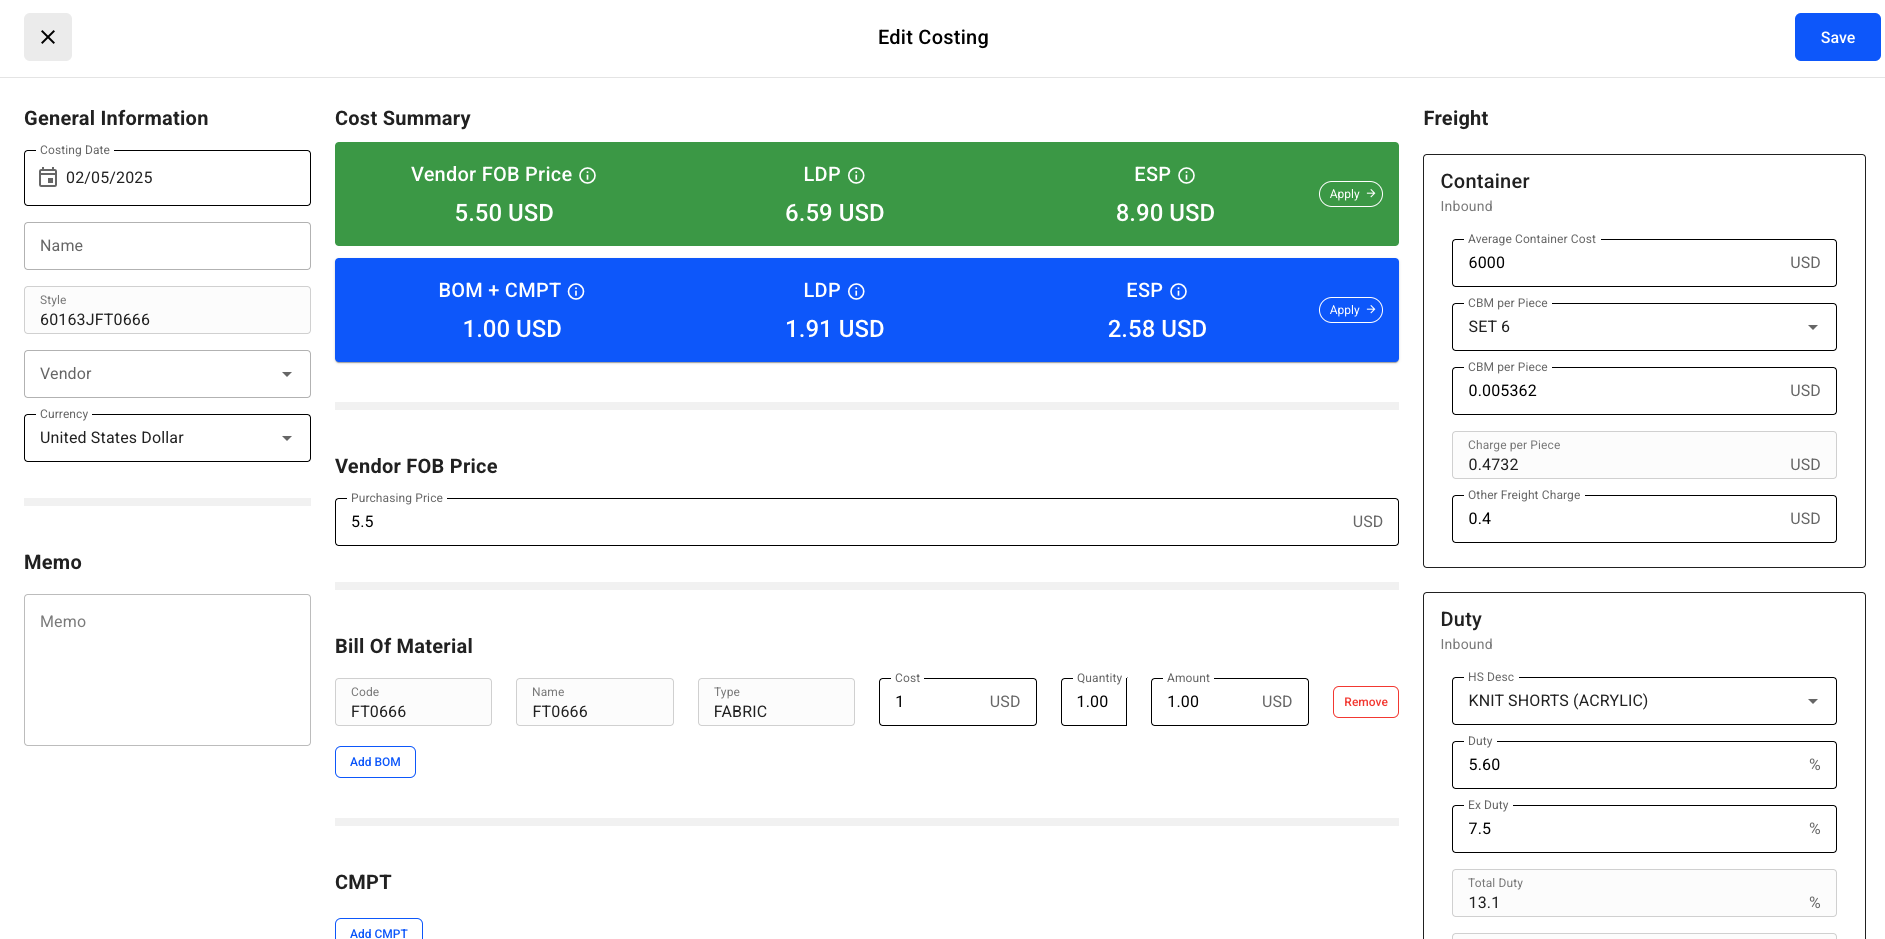 Edit Costing
Save
General Information
Costing Date
02/05/2025
Name
Style
60163JFT0666
Vendor
Currency
United States Dollar
Memo
Memo
Cost Summary
Vendor FOB Price
5.50 USD
LDP
6.59 USD
ESP
8.90 USD
Apply
BOM + CMPT
1.00 USD
LDP
1.91 USD
ESP
2.58 USD
Apply
Vendor FOB Price
Purchasing Price
5.5 USD
Bill Of Material
Code
FT0666
Name
FT0666
Type
FABRIC
Cost
1 USD
Quantity
1.00
Amount
1.00 USD
Remove
Add BOM
CMPT
Add CMPT
Freight
Container
Inbound
Average Container Cost
6000 USD
CBM per Piece
SET 6
CBM per Piece
0.005362 USD
Charge per Piece
0.4732 USD
Other Freight Charge
0.4 USD
Duty
Inbound
HS Desc
KNIT SHORTS (ACRYLIC)
Duty
5.60 %
Ex Duty
7.5 %
Total Duty
13.1 %